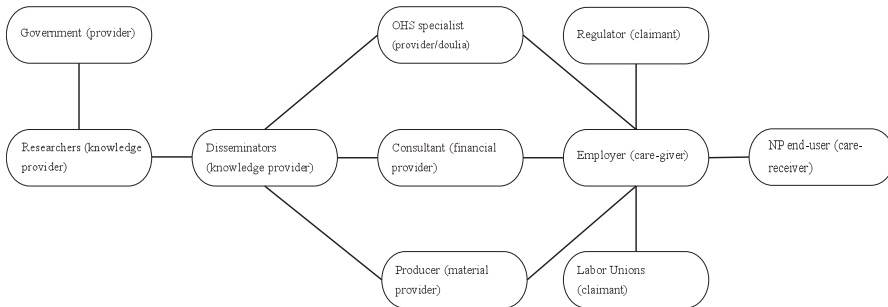 Government (provider)
OHS specialist
(provider/doulia)
Regulator (claimant)
Researchers (knowledge
provider)
Disseminators
(knowledge provider)
Consultant (financial
provider)
Employer (care-giver)
NP end-user (care-
receiver)
Producer (material
provider)
Labor Unions
(claimant)